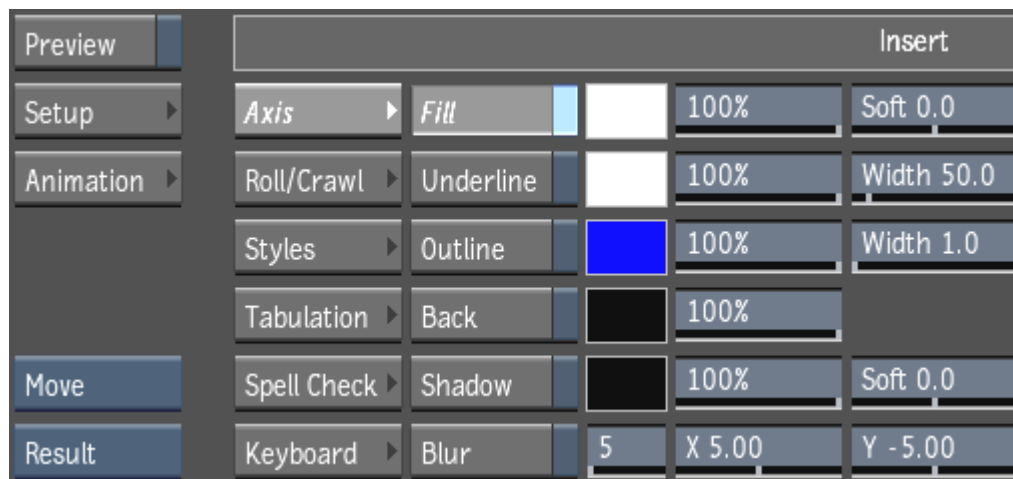 Preview Insert
Setup Axis Fill 100% Soft 0.0
Animation Roll/Crawl Underline 100% Width 50.0
Styles Outline 100% Width 1.0
Tabulation Back 100%
Move Spell Check Shadow 100% Soft 0.0
Result Keyboard Blur 5 X 5.00 Y -5.00